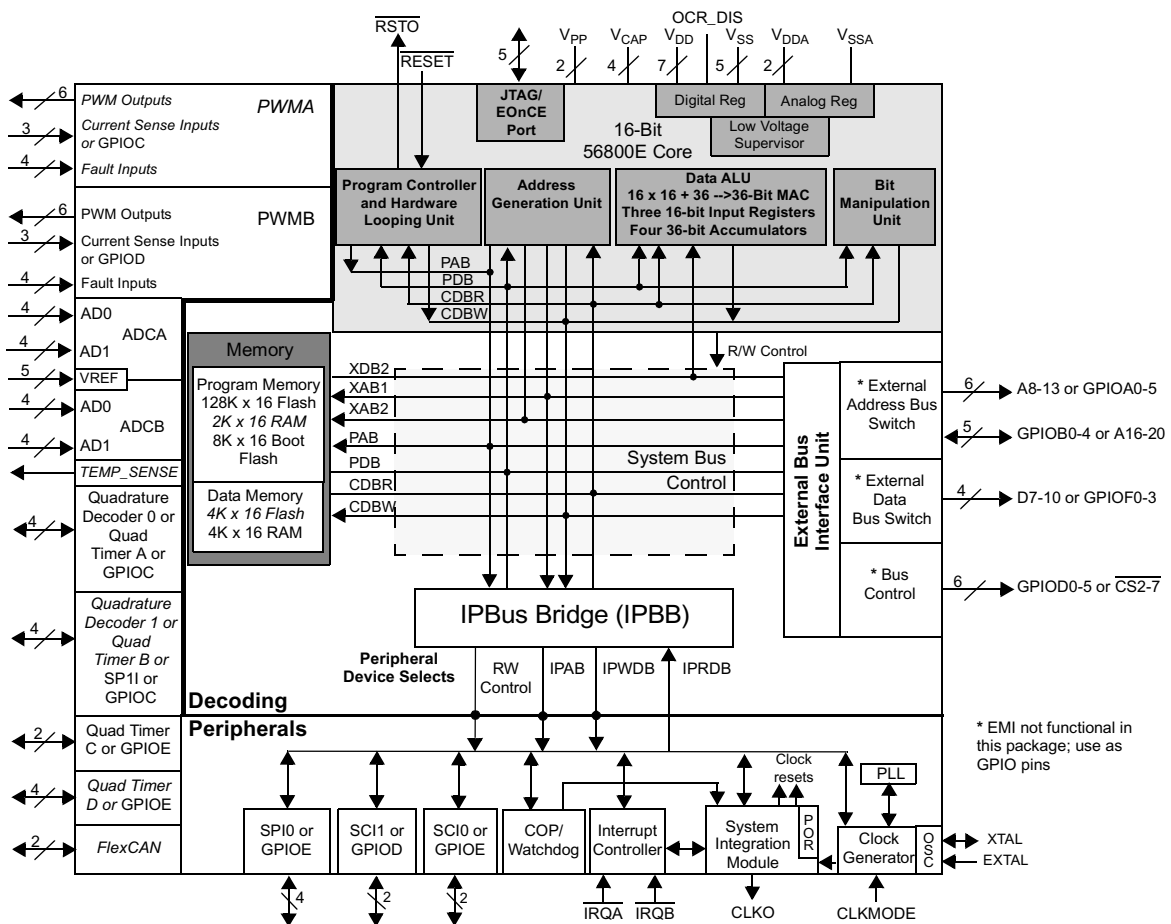 RSTO
RESET
5
VPP
2
VCAP
4
VDD
7
OCR_DIS
VSS
5
VDDA
2
VSSA
6
PWM Outputs
PWMA
3
Current Sense Inputs
or GPIOC
4
Fault Inputs
6
PWM Outputs
PWMB
3
Current Sense Inputs
or GPIOD
4
Fault Inputs
JTAG/
EOnCE
Port
16-Bit
56800E Core
Digital Reg
Analog Reg
Low Voltage
Supervisor
Program Controller
and Hardware
Looping Unit
Address
Generation Unit
Data ALU
16 x 16 + 36 -->36-Bit MAC
Three 16-bit Input Registers
Four 36-bit Accumulators
Bit
Manipulation
Unit
PAB
PDB
CDBR
CDBW
4
AD0
ADCA
4
AD1
5
VREF
4
AD0
ADCB
4
AD1
TEMP_SENSE
4
Quadrature
Decoder 0 or
Quad
Timer A or
GPIOC
4
Quadrature
Decoder 1 or
Quad
Timer B or
SP1I or
GPIOC
2
Quad Timer
C or GPIOE
4
Quad Timer
D or GPIOE
2
FlexCAN
Memory
Program Memory
128K x 16 Flash
2K x 16 RAM
8K x 16 Boot
Flash
Data Memory
4K x 16 Flash
4K x 16 RAM
XDB2
XAB1
XAB2
PAB
PDB
CDBR
CDBW
R/W Control
System Bus
Control
External Bus
Interface Unit
* External
Address Bus
Switch
* External
Data
Bus Switch
* Bus
Control
6
A8-13 or GPIOA0-5
5
GPIOB0-4 or A16-20
4
D7-10 or GPIOF0-3
6
GPIOD0-5 or CS2-7
IPBus Bridge (IPBB)
Peripheral
Device Selects
RW
Control
IPAB
IPWDB
IPRDB
Decoding
Peripherals
* EMI not functional in
this package; use as
GPIO pins
SPI0 or
GPIOE
4
SCI1 or
GPIOD
2
SCI0 or
GPIOE
2
COP/
Watchdog
Interrupt
Controller
IRQA
IRQB
System
Integration
Module
Clock
resets
POR
CLKO
PLL
Clock
Generator
OSC
XTAL
EXTAL
CLKMODE